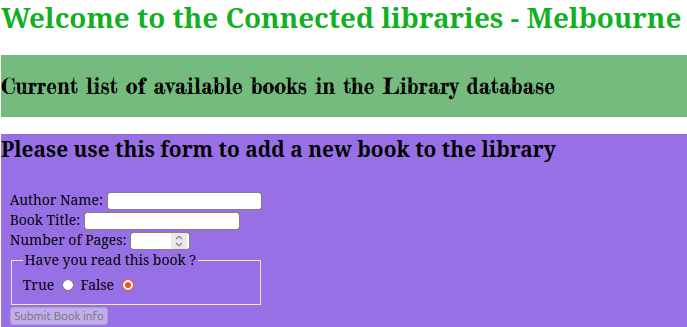 Welcome to the Connected libraries - Melbourne
Current list of available books in the Library database
Please use this form to add a new book to the library
Author Name:
Book Title:
Number of Pages:
Have you read this book ?
True False
Submit Book info